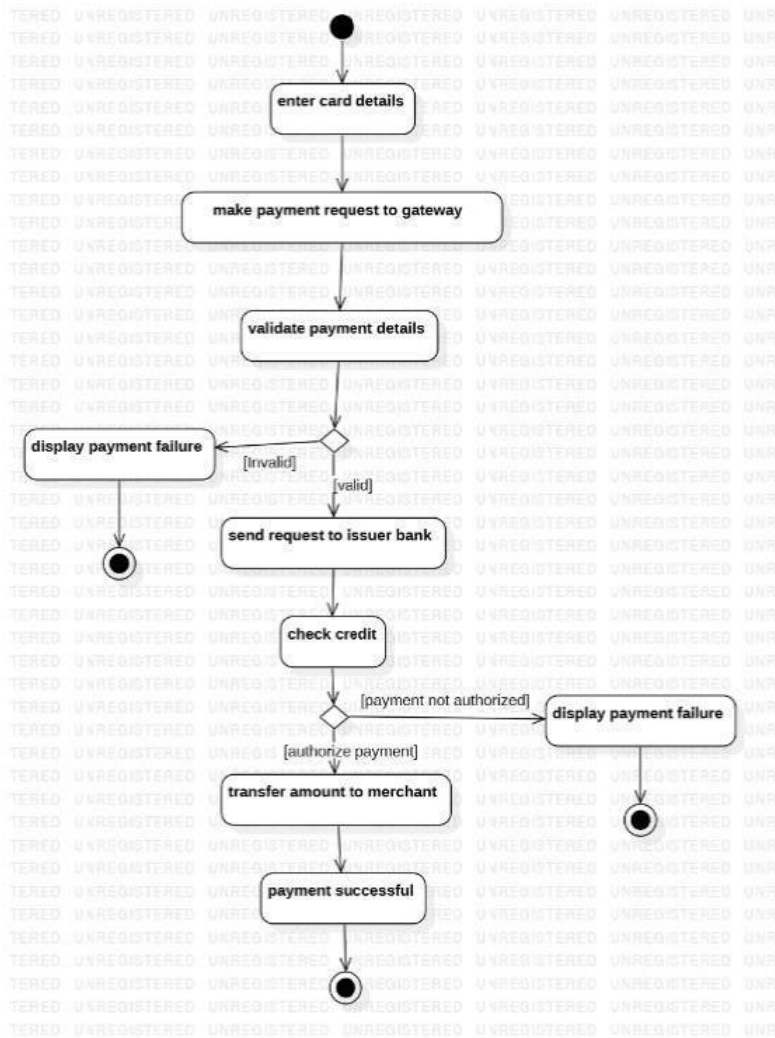 enter card details
make payment request to gateway
validate payment details
display payment failure
[Invalid]
[valid]
send request to issuer bank
check credit
[payment not authorized]
display payment failure
[authorize payment]
transfer amount to merchant
payment successful
UNREGISTERED